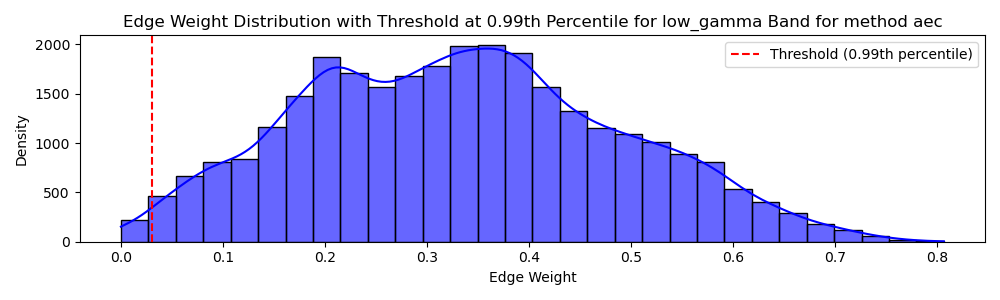 Edge Weight Distribution with Threshold at 0.99th Percentile for low_gamma Band for method aec
Threshold (0.99th percentile)
Density
2000
1500
1000
500
0
0.0 0.1 0.2 0.3 0.4 0.5 0.6 0.7 0.8
Edge Weight